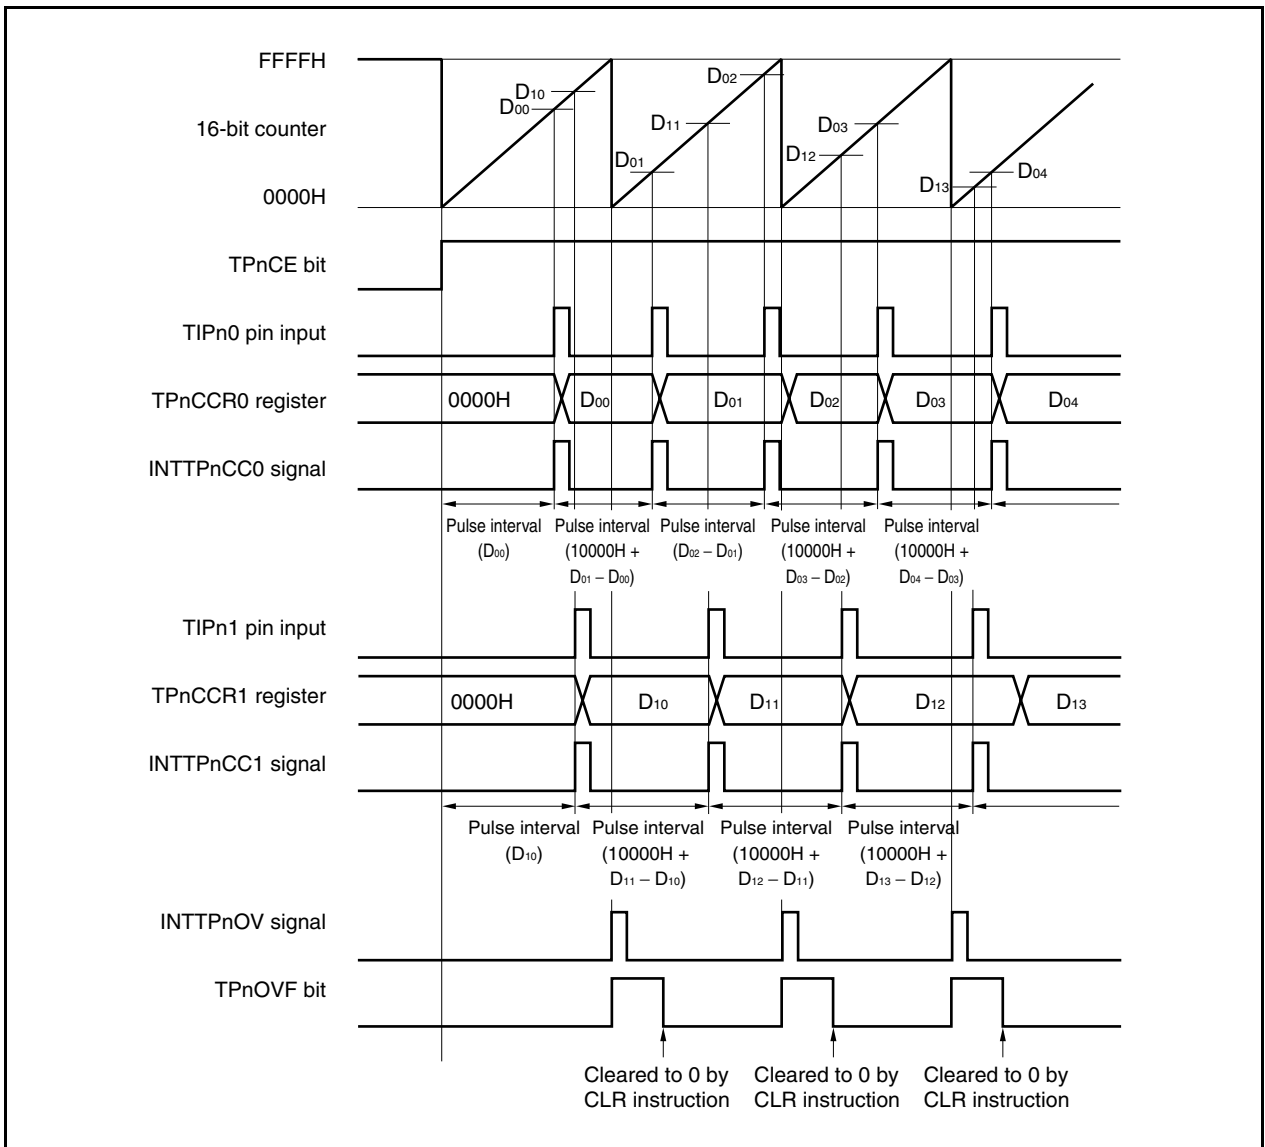 FFFFH
D10
D00
16-bit counter
0000H
D01
D11
D02
D12
D03
D13
D04
TPnCE bit
TIPn0 pin input
TPnCCR0 register
0000H
D00
D01
D02
D03
D04
INTTPnCC0 signal
Pulse interval
(D00)
Pulse interval
(10000H +
D01 – D00)
Pulse interval
(D02 – D01)
Pulse interval
(10000H +
D03 – D02)
Pulse interval
(10000H +
D04 – D03)
TIPn1 pin input
TPnCCR1 register
0000H
D10
D11
D12
D13
INTTPnCC1 signal
Pulse interval
(D10)
Pulse interval
(10000H +
D11 – D10)
Pulse interval
(10000H +
D12 – D11)
Pulse interval
(10000H +
D13 – D12)
INTTPnOV signal
TPnOVF bit
Cleared to 0 by
CLR instruction
Cleared to 0 by
CLR instruction
Cleared to 0 by
CLR instruction